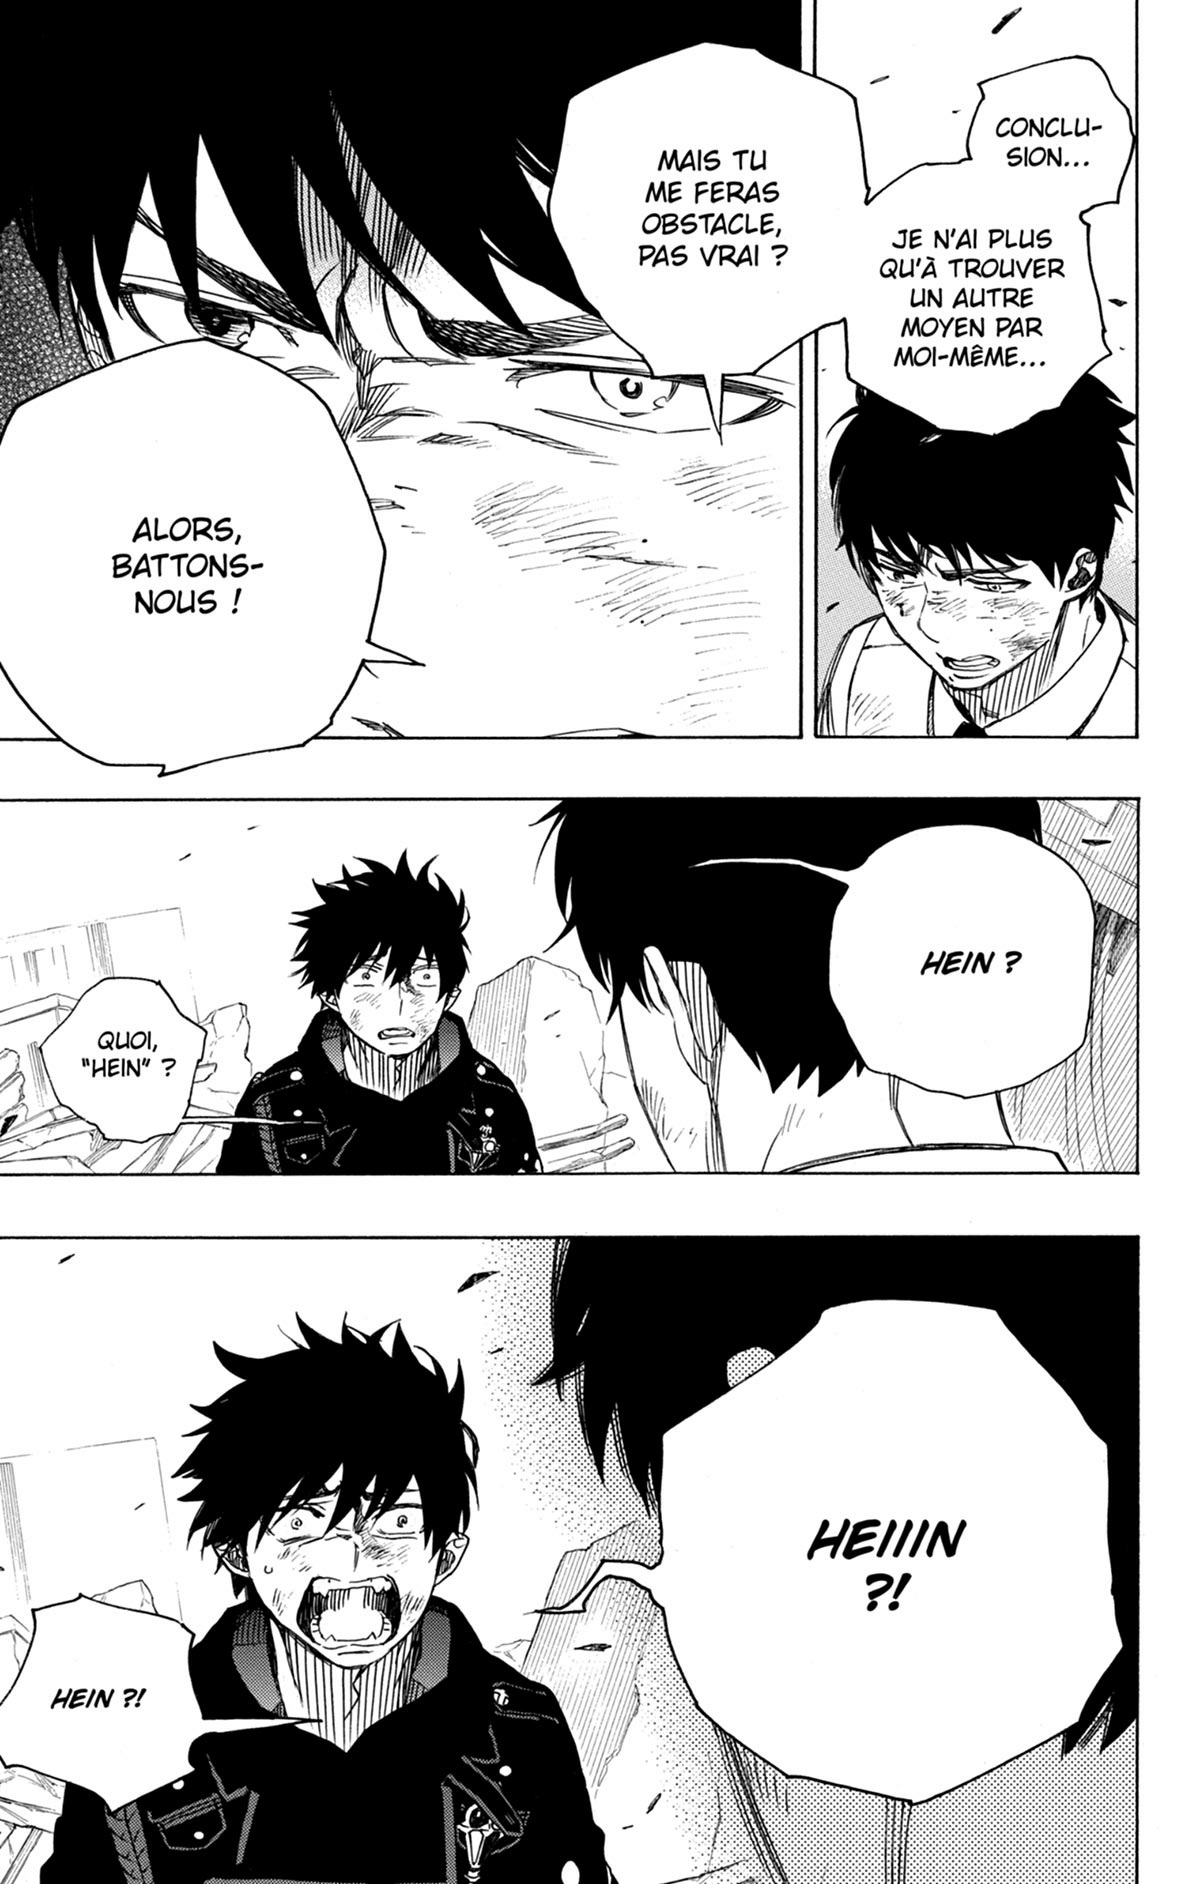 CONCLU-
SION...
JE N'AI PLUS
QU'À TROUVER
UN AUTRE
MOYEN PAR
MOI-MÊME...
MAIS TU
ME FERAS
OBSTACLE,
PAS VRAI ?
ALORS,
BATTONS-
NOUS !
HEIN ?
QUOI,
"HEIN" ?
HEIIIN
?!
HEIN ?!